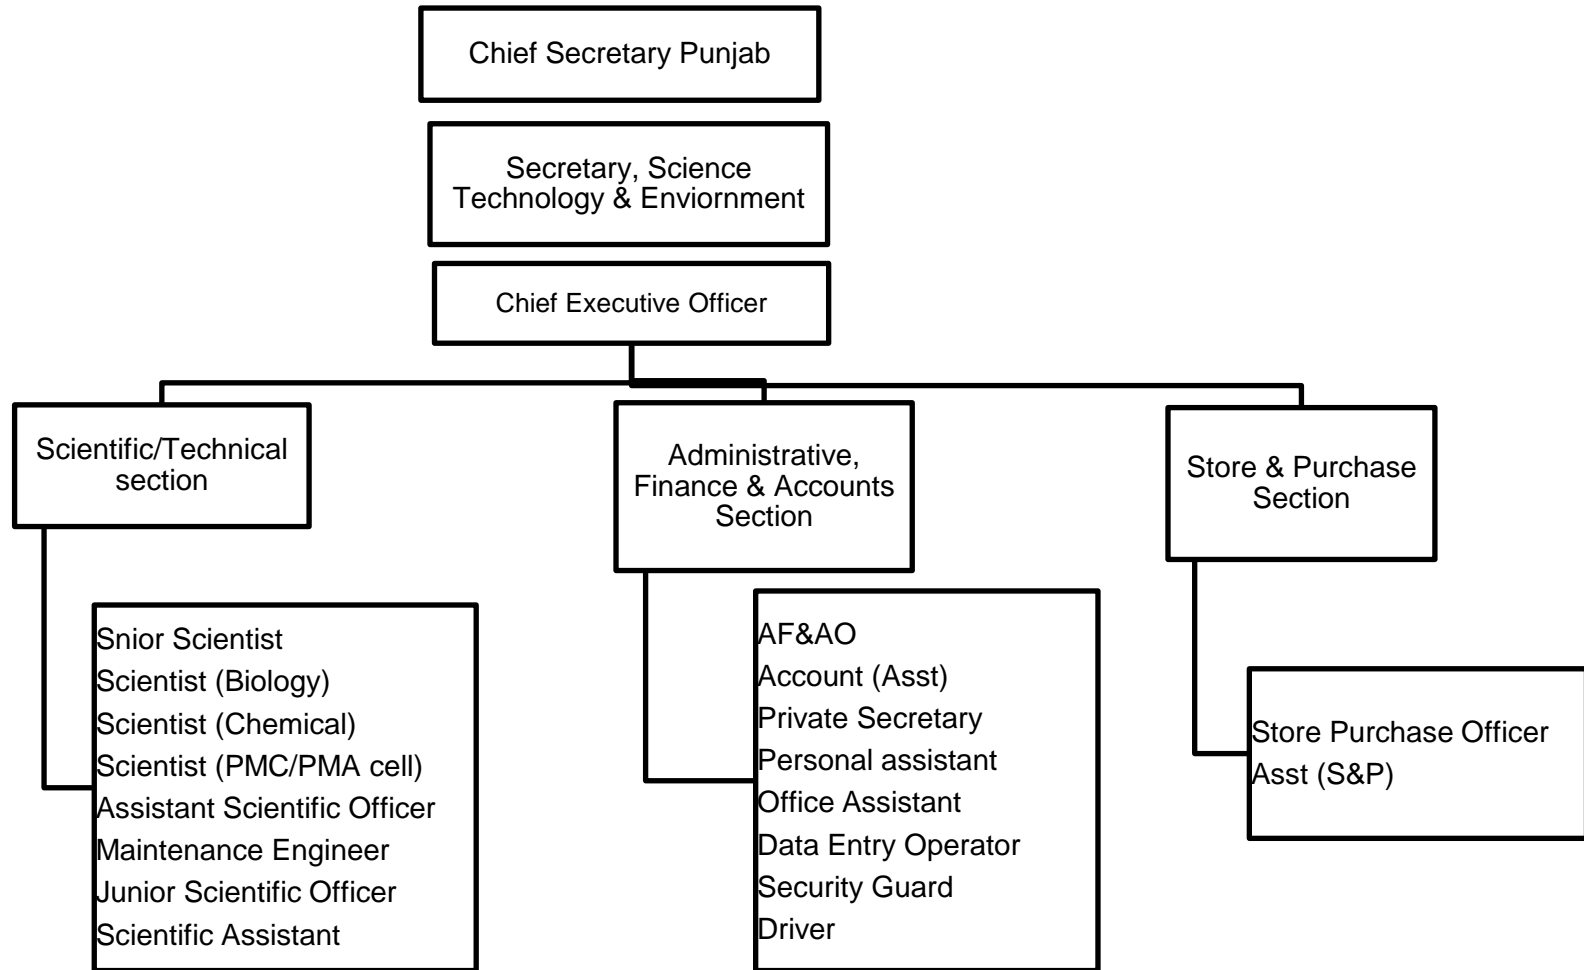 Chief Secretary Punjab
Secretary, Science
Technology & Enviornment
Chief Executive Officer
Scientific/Technical
section
Administrative,
Finance & Accounts
Section
Store & Purchase
Section
Snior Scientist
Scientist (Biology)
Scientist (Chemical)
Scientist (PMC/PMA cell)
Assistant Scientific Officer
Maintenance Engineer
Junior Scientific Officer
Scientific Assistant
AF&AO
Account (Asst)
Private Secretary
Personal assistant
Office Assistant
Data Entry Operator
Security Guard
Driver
Store Purchase Officer
Asst (S&P)